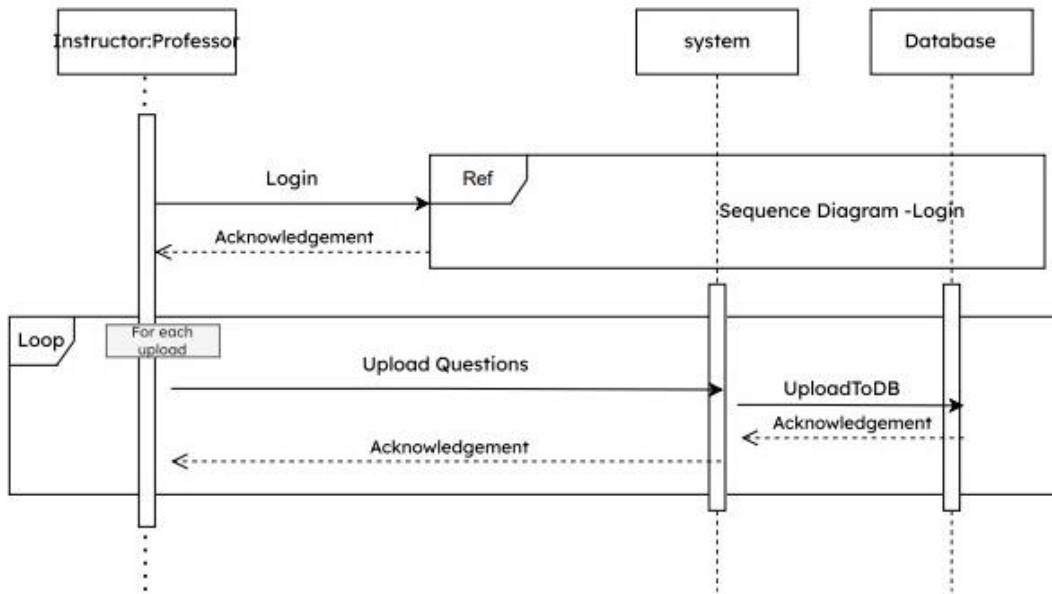 Instructor:Professor
system
Database
Login
Ref
Sequence Diagram -Login
Acknowledgement
Loop
For each
upload
Upload Questions
UploadToDB
Acknowledgement
Acknowledgement